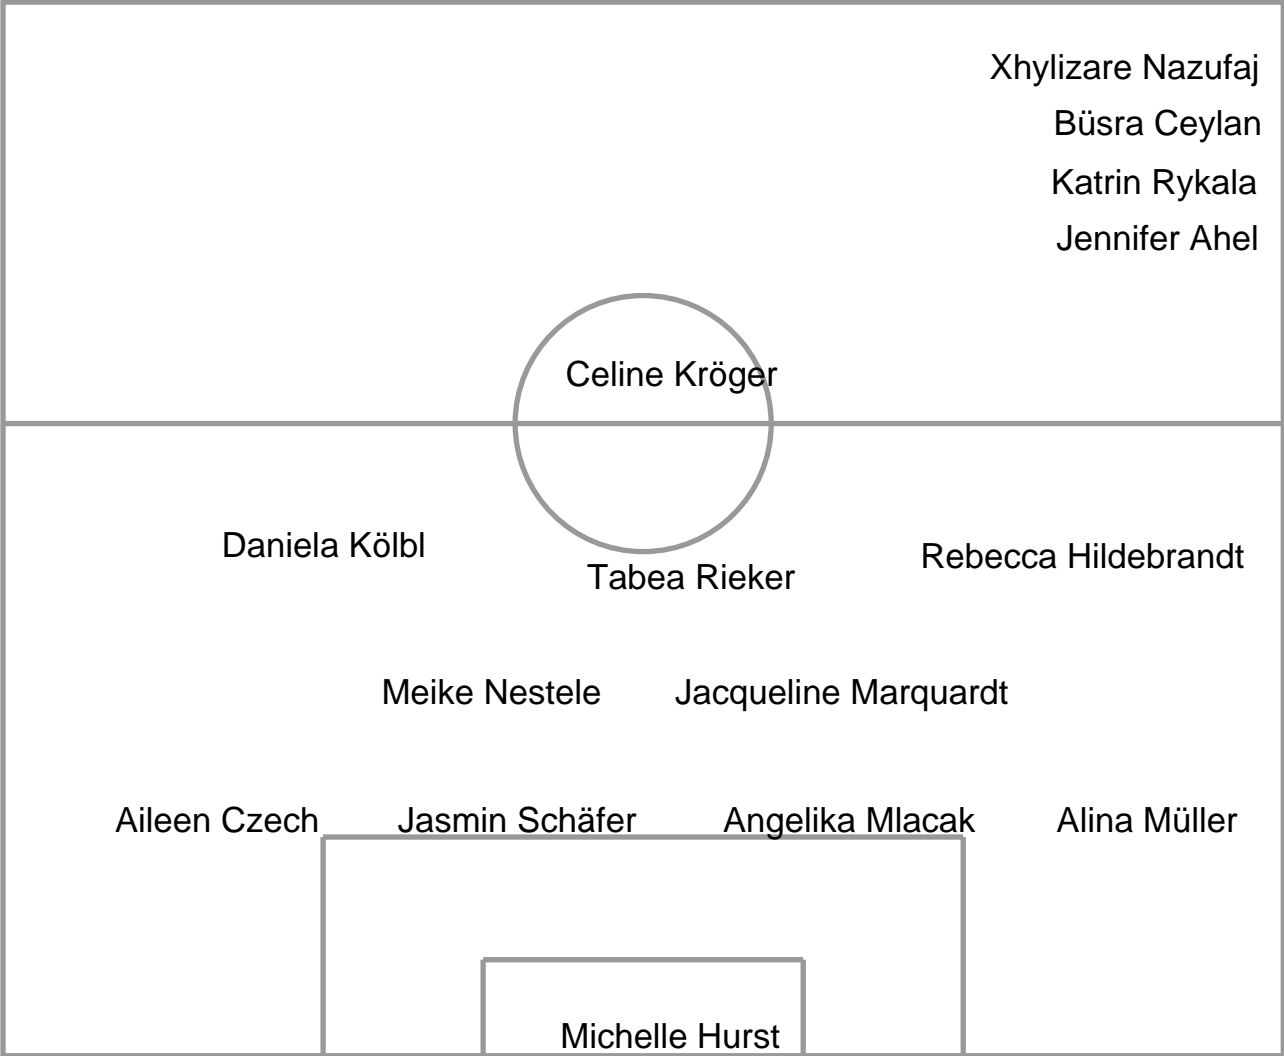 Xhylizare Nazufaj
Büsra Ceylan
Katrin Rykala
Jennifer Ahel
Celine Kröger
Daniela Kölbl
Tabea Rieker
Rebecca Hildebrandt
Meike Nestele
Jacqueline Marquardt
Aileen Czech
Jasmin Schäfer
Angelika Mlacak
Alina Müller
Michelle Hurst